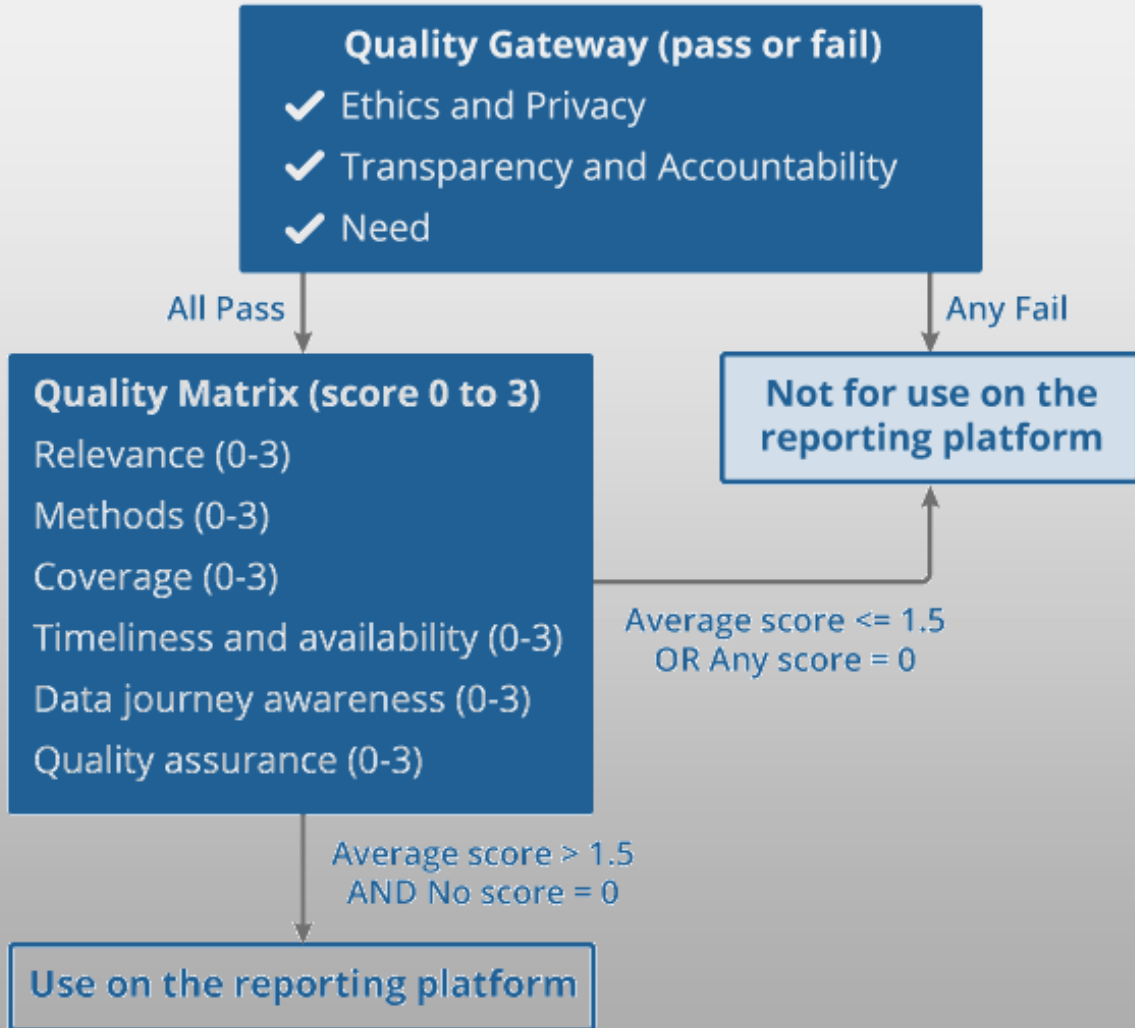 Quality Gateway (pass or fail)
Ethics and Privacy
Transparency and Accountability
Need
All Pass
Any Fail
Quality Matrix (score 0 to 3)
Relevance (0-3)
Methods (0-3)
Coverage (0-3)
Timeliness and availability (0-3)
Data journey awareness (0-3)
Quality assurance (0-3)
Not for use on the
reporting platform
Average score <= 1.5
OR Any score = 0
Average score > 1.5
AND No score = 0
Use on the reporting platform